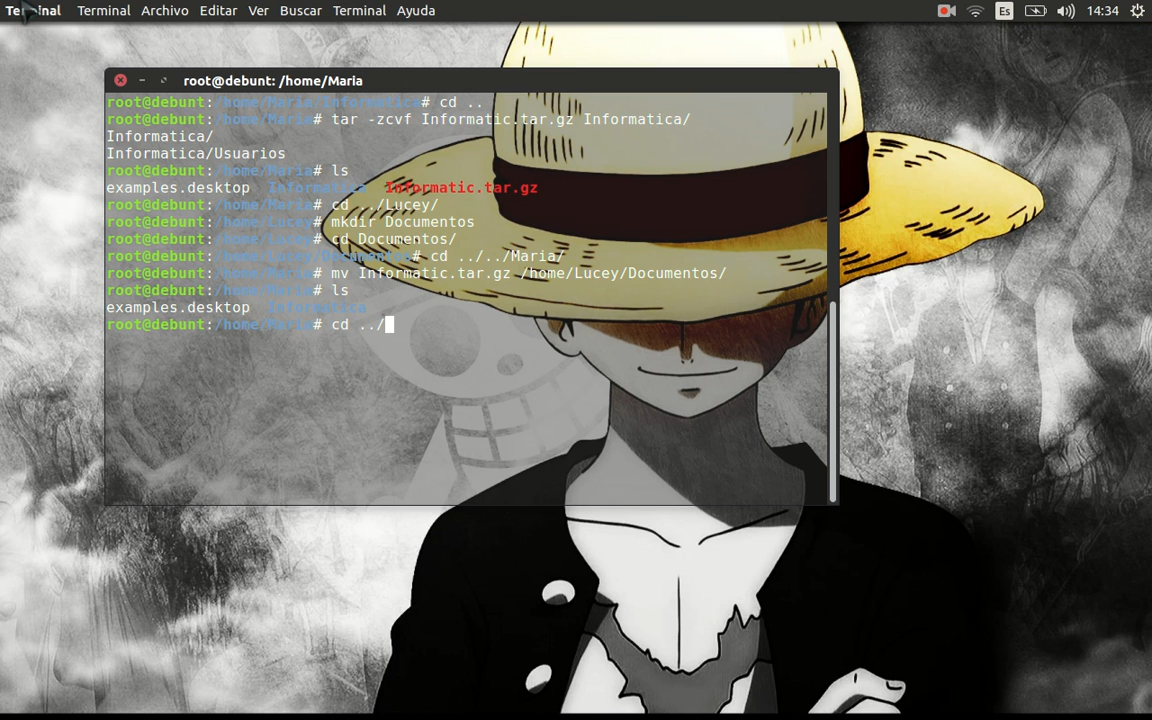 Terminal Terminal Archivo Editar Ver Buscar Terminal Ayuda Es 14:34
root@debunt: /home/Maria
root@debunt:/home/Maria/Informatica# cd ..
root@debunt:/home/Maria# tar -zcvf Informatic.tar.gz Informatica/
Informatica/
Informatica/Usuarios
root@debunt:/home/Maria# ls
examples.desktop Informatica Informatic.tar.gz
root@debunt:/home/Maria# cd ../Lucey/
root@debunt:/home/Lucey# mkdir Documentos
root@debunt:/home/Lucey# cd Documentos/
root@debunt:/home/Lucey/Documentos# cd ../../Maria/
root@debunt:/home/Maria# mv Informatic.tar.gz /home/Lucey/Documentos/
root@debunt:/home/Maria# ls
examples.desktop Informatica
root@debunt:/home/Maria# cd ../